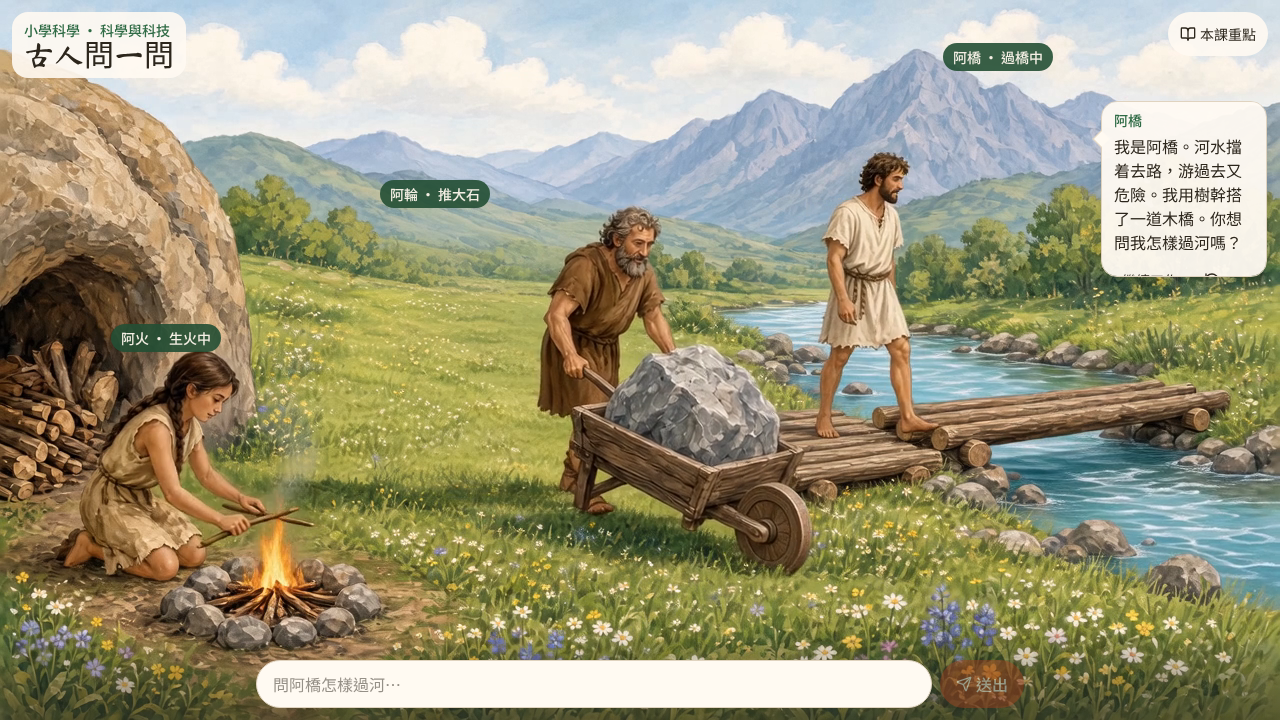 小學科學 · 科學與科技
古人問一問
本課重點
阿橋 · 過橋中
阿橋
我是阿橋。河水擋
着去路，游過去又
危險。我用樹幹搭
了一道木橋。你想
問我怎樣過河嗎？
阿輪 · 推大石
阿火 · 生火中
問阿橋怎樣過河…
送出